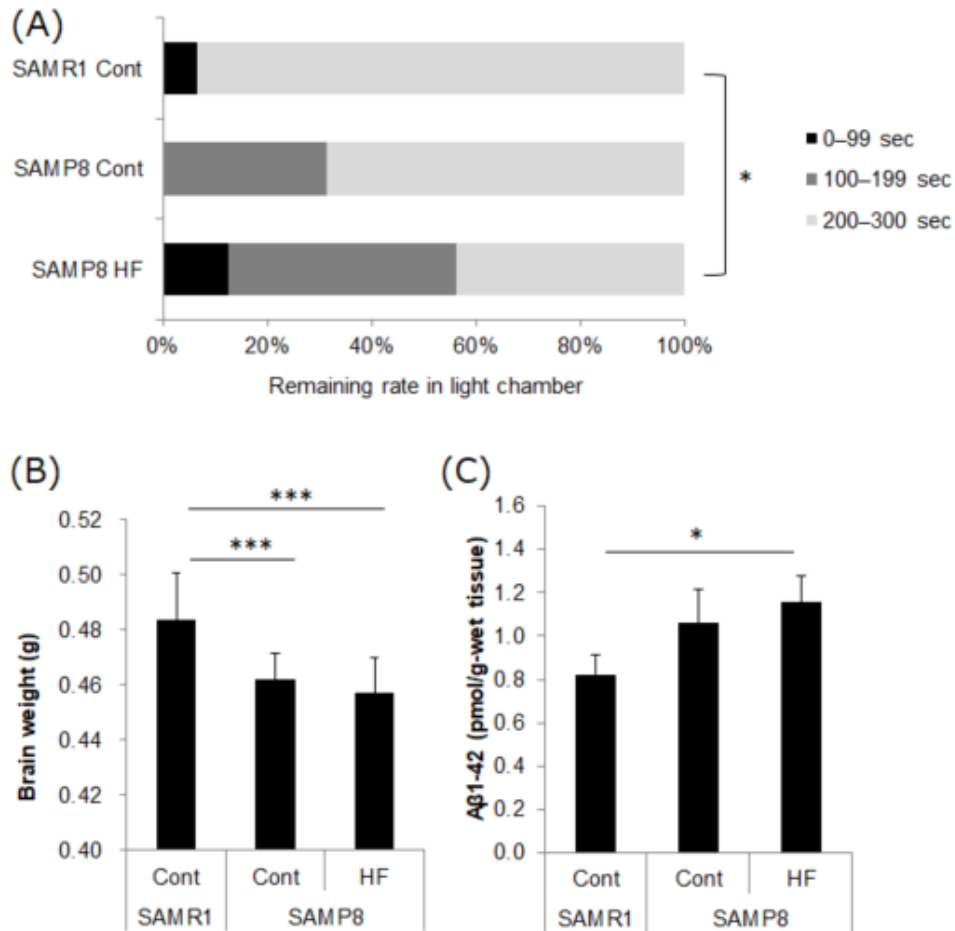 (A)
SAMR1 Cont
SAMP8 Cont
SAMP8 HF
0% 20% 40% 60% 80% 100%
Remaining rate in light chamber
*
0–99 sec
100–199 sec
200–300 sec
(B)
Brain weight (g)
0.52
0.50
0.48
0.46
0.44
0.42
0.40
***
***
Cont Cont HF
SAMR1 SAMP8
(C)
Aβ1-42 (pmol/g-wet tissue)
1.6
1.4
1.2
1.0
0.8
0.6
0.4
0.2
0.0
*
Cont Cont HF
SAMR1 SAMP8